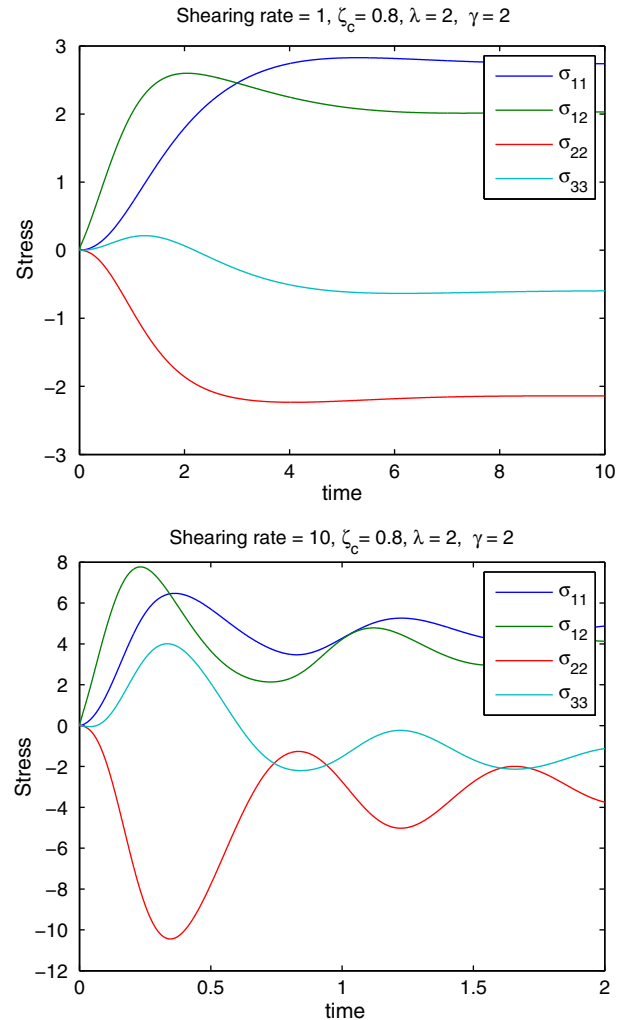 Shearing rate = 1, ζc= 0.8, λ = 2, γ = 2
3
2
1
0
−1
−2
−3
Stress
σ11
σ12
σ22
σ33
0 2 4 6 8 10
time
Shearing rate = 10, ζc= 0.8, λ = 2, γ = 2
8
6
4
2
0
−2
−4
−6
−8
−10
−12
Stress
σ11
σ12
σ22
σ33
0 0.5 1 1.5 2
time